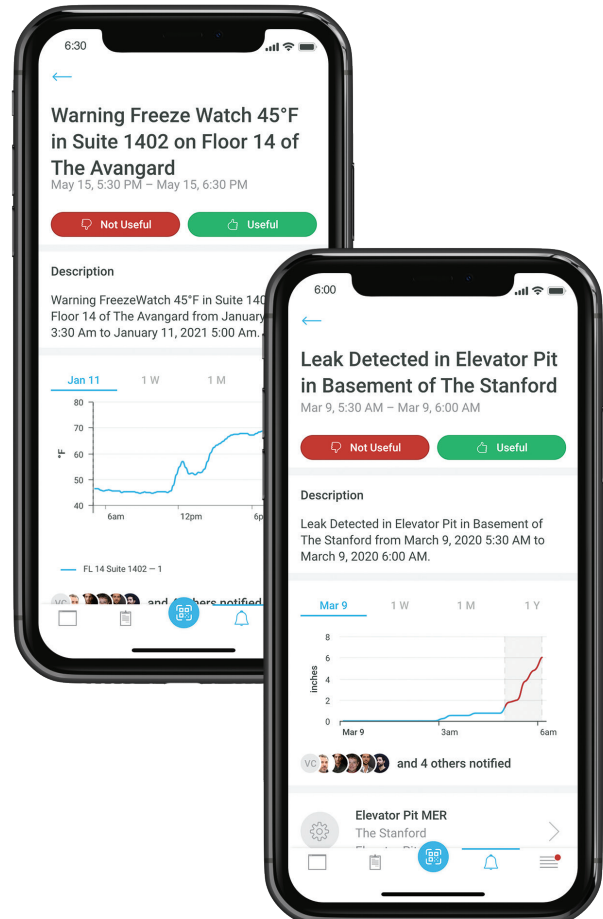 6:30
Warning Freeze Watch 45°F
in Suite 1402 on Floor 14 of
The Avangard
May 15, 5:30 PM – May 15, 6:30 PM
Not Useful
Useful
Description
Warning FreezeWatch 45°F in Suite
Floor 14 of The Avangard from January
3:30 Am to January 11, 2021 5:00 Am.
Jan 11
1 W
1 M
80
70
60
50
40
°F
6am
12pm
FL 14 Suite 1402 – 1
VC
and
others notified
6:00
Leak Detected in Elevator Pit
in Basement of The Stanford
Mar 9, 5:30 AM – Mar 9, 6:00 AM
Not Useful
Useful
Description
Leak Detected in Elevator Pit in Basement of
The Stanford from March 9, 2020 5:30 AM to
March 9, 2020 6:00 AM.
Mar 9
1 W
1 M
1 Y
8
6
4
2
0
inches
Mar 9
3am
6am
VC
and 4 others notified
Elevator Pit MER
The Stanford